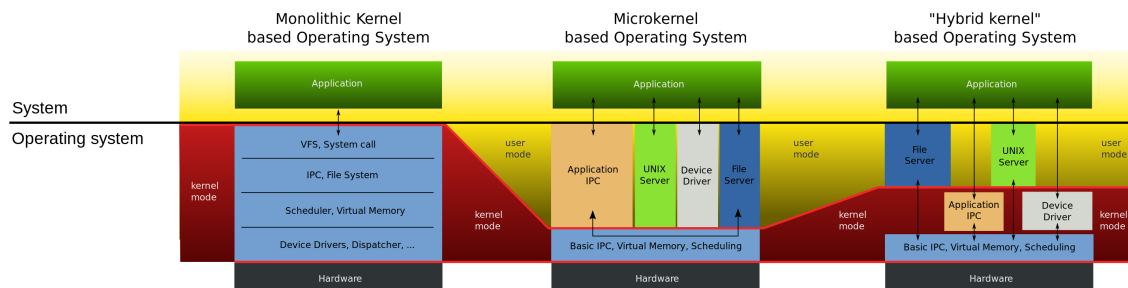 Monolithic Kernel
based Operating System
Microkernel
based Operating System
"Hybrid kernel"
based Operating System
System
Operating system
Application
VFS, System call
IPC, File System
Scheduler, Virtual Memory
Device Drivers, Dispatcher, ...
Hardware
kernel
mode
user
mode
kernel
mode
Application
Application
IPC
UNIX
Server
Device
Driver
File
Server
Basic IPC, Virtual Memory, Scheduling
Hardware
user
mode
kernel
mode
Application
File
Server
UNIX
Server
Application
IPC
Device
Driver
Basic IPC, Virtual Memory, Scheduling
Hardware
user
mode
kernel
mode